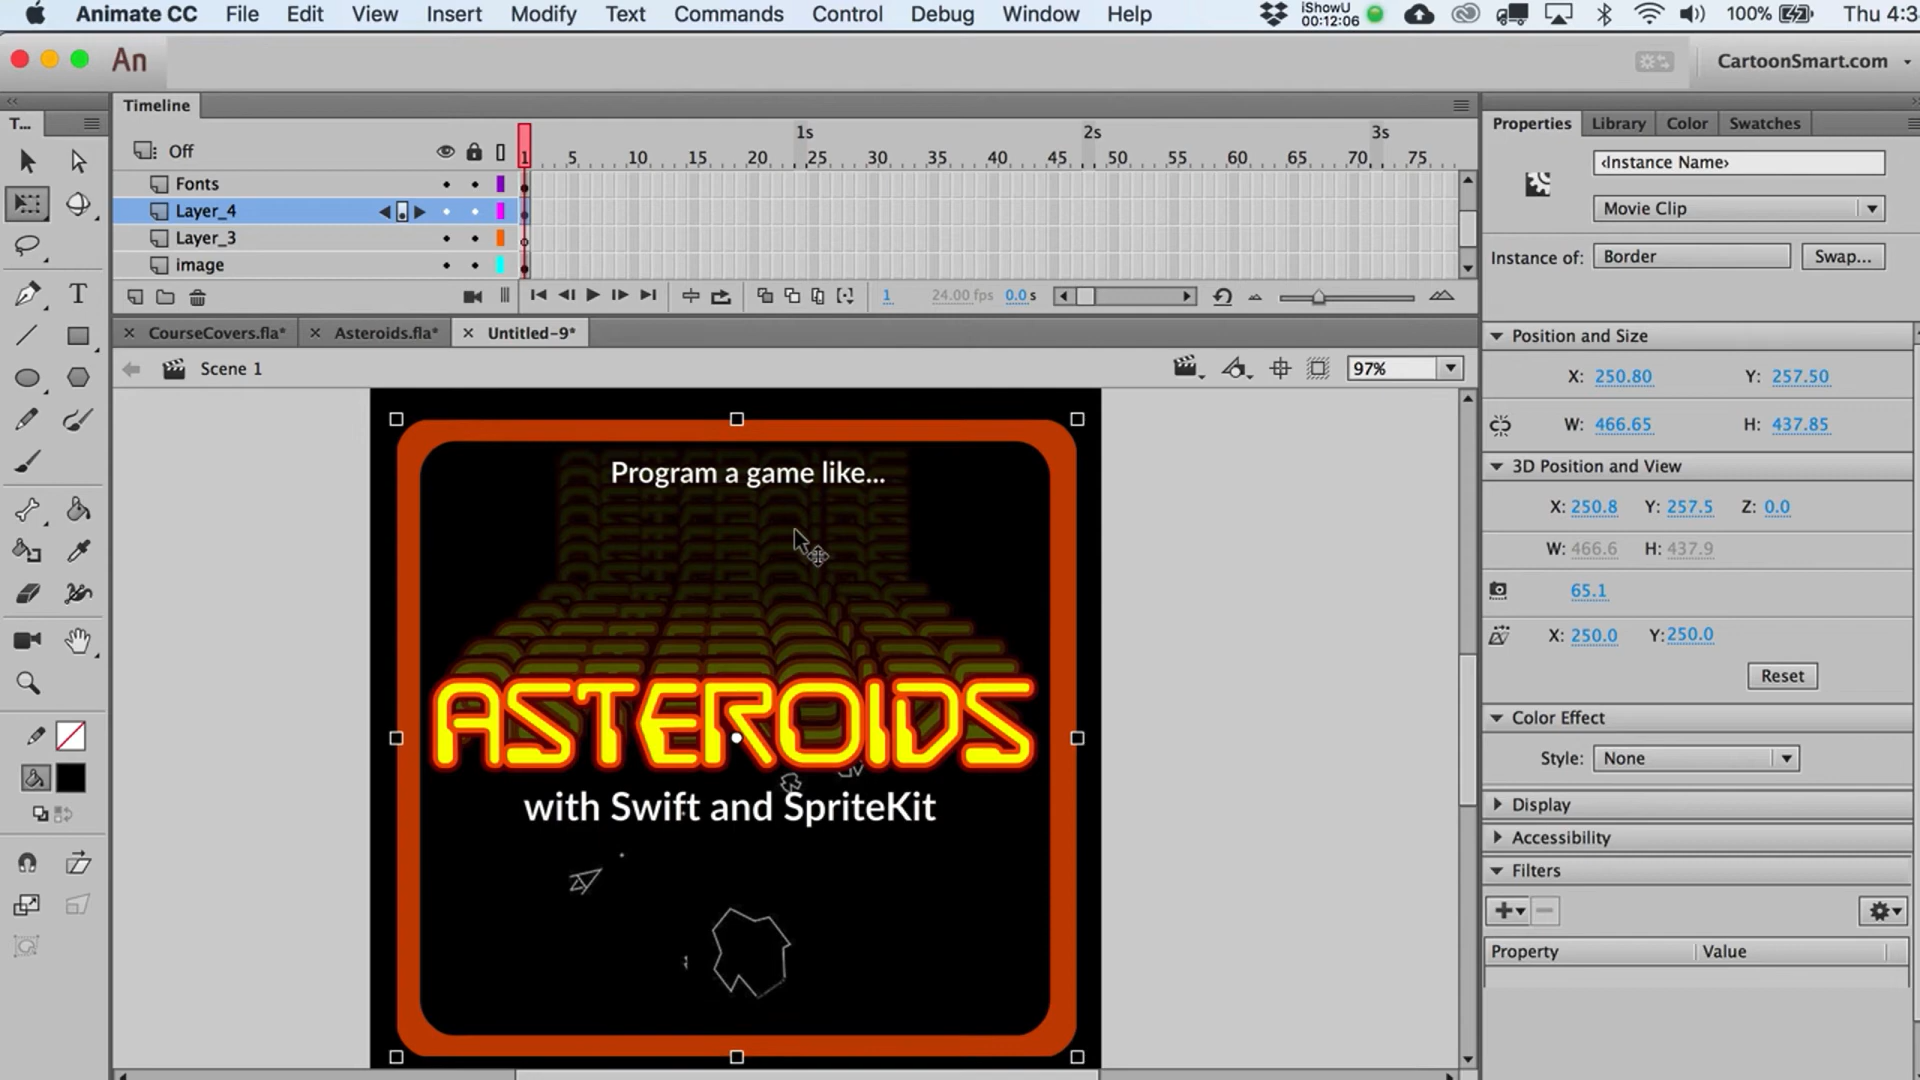 Animate CC File Edit View Insert Modify Text Commands Control Debug Window Help iShowU 00:12:06 100% Thu 4:3
An CartoonSmart.com
Timeline
T...
Properties Library Color Swatches
Off 1s 2s 3s
1 5 10 15 20 25 30 35 40 45 50 55 60 65 70 75
<Instance Name>
Fonts
Layer_4
Movie Clip
Layer_3
Instance of: Border Swap...
image
1 24.00 fps 0.0 s
CourseCovers.fla* Asteroids.fla* Untitled-9*
Position and Size
Scene 1 97%
X: 250.80 Y: 257.50
W: 466.65 H: 437.85
3D Position and View
X: 250.8 Y: 257.5 Z: 0.0
W: 466.6 H: 437.9
65.1
X: 250.0 Y: 250.0
Reset
Color Effect
Style: None
Display
Accessibility
Filters
Property Value
Program a game like...
ASTEROIDS
with Swift and SpriteKit